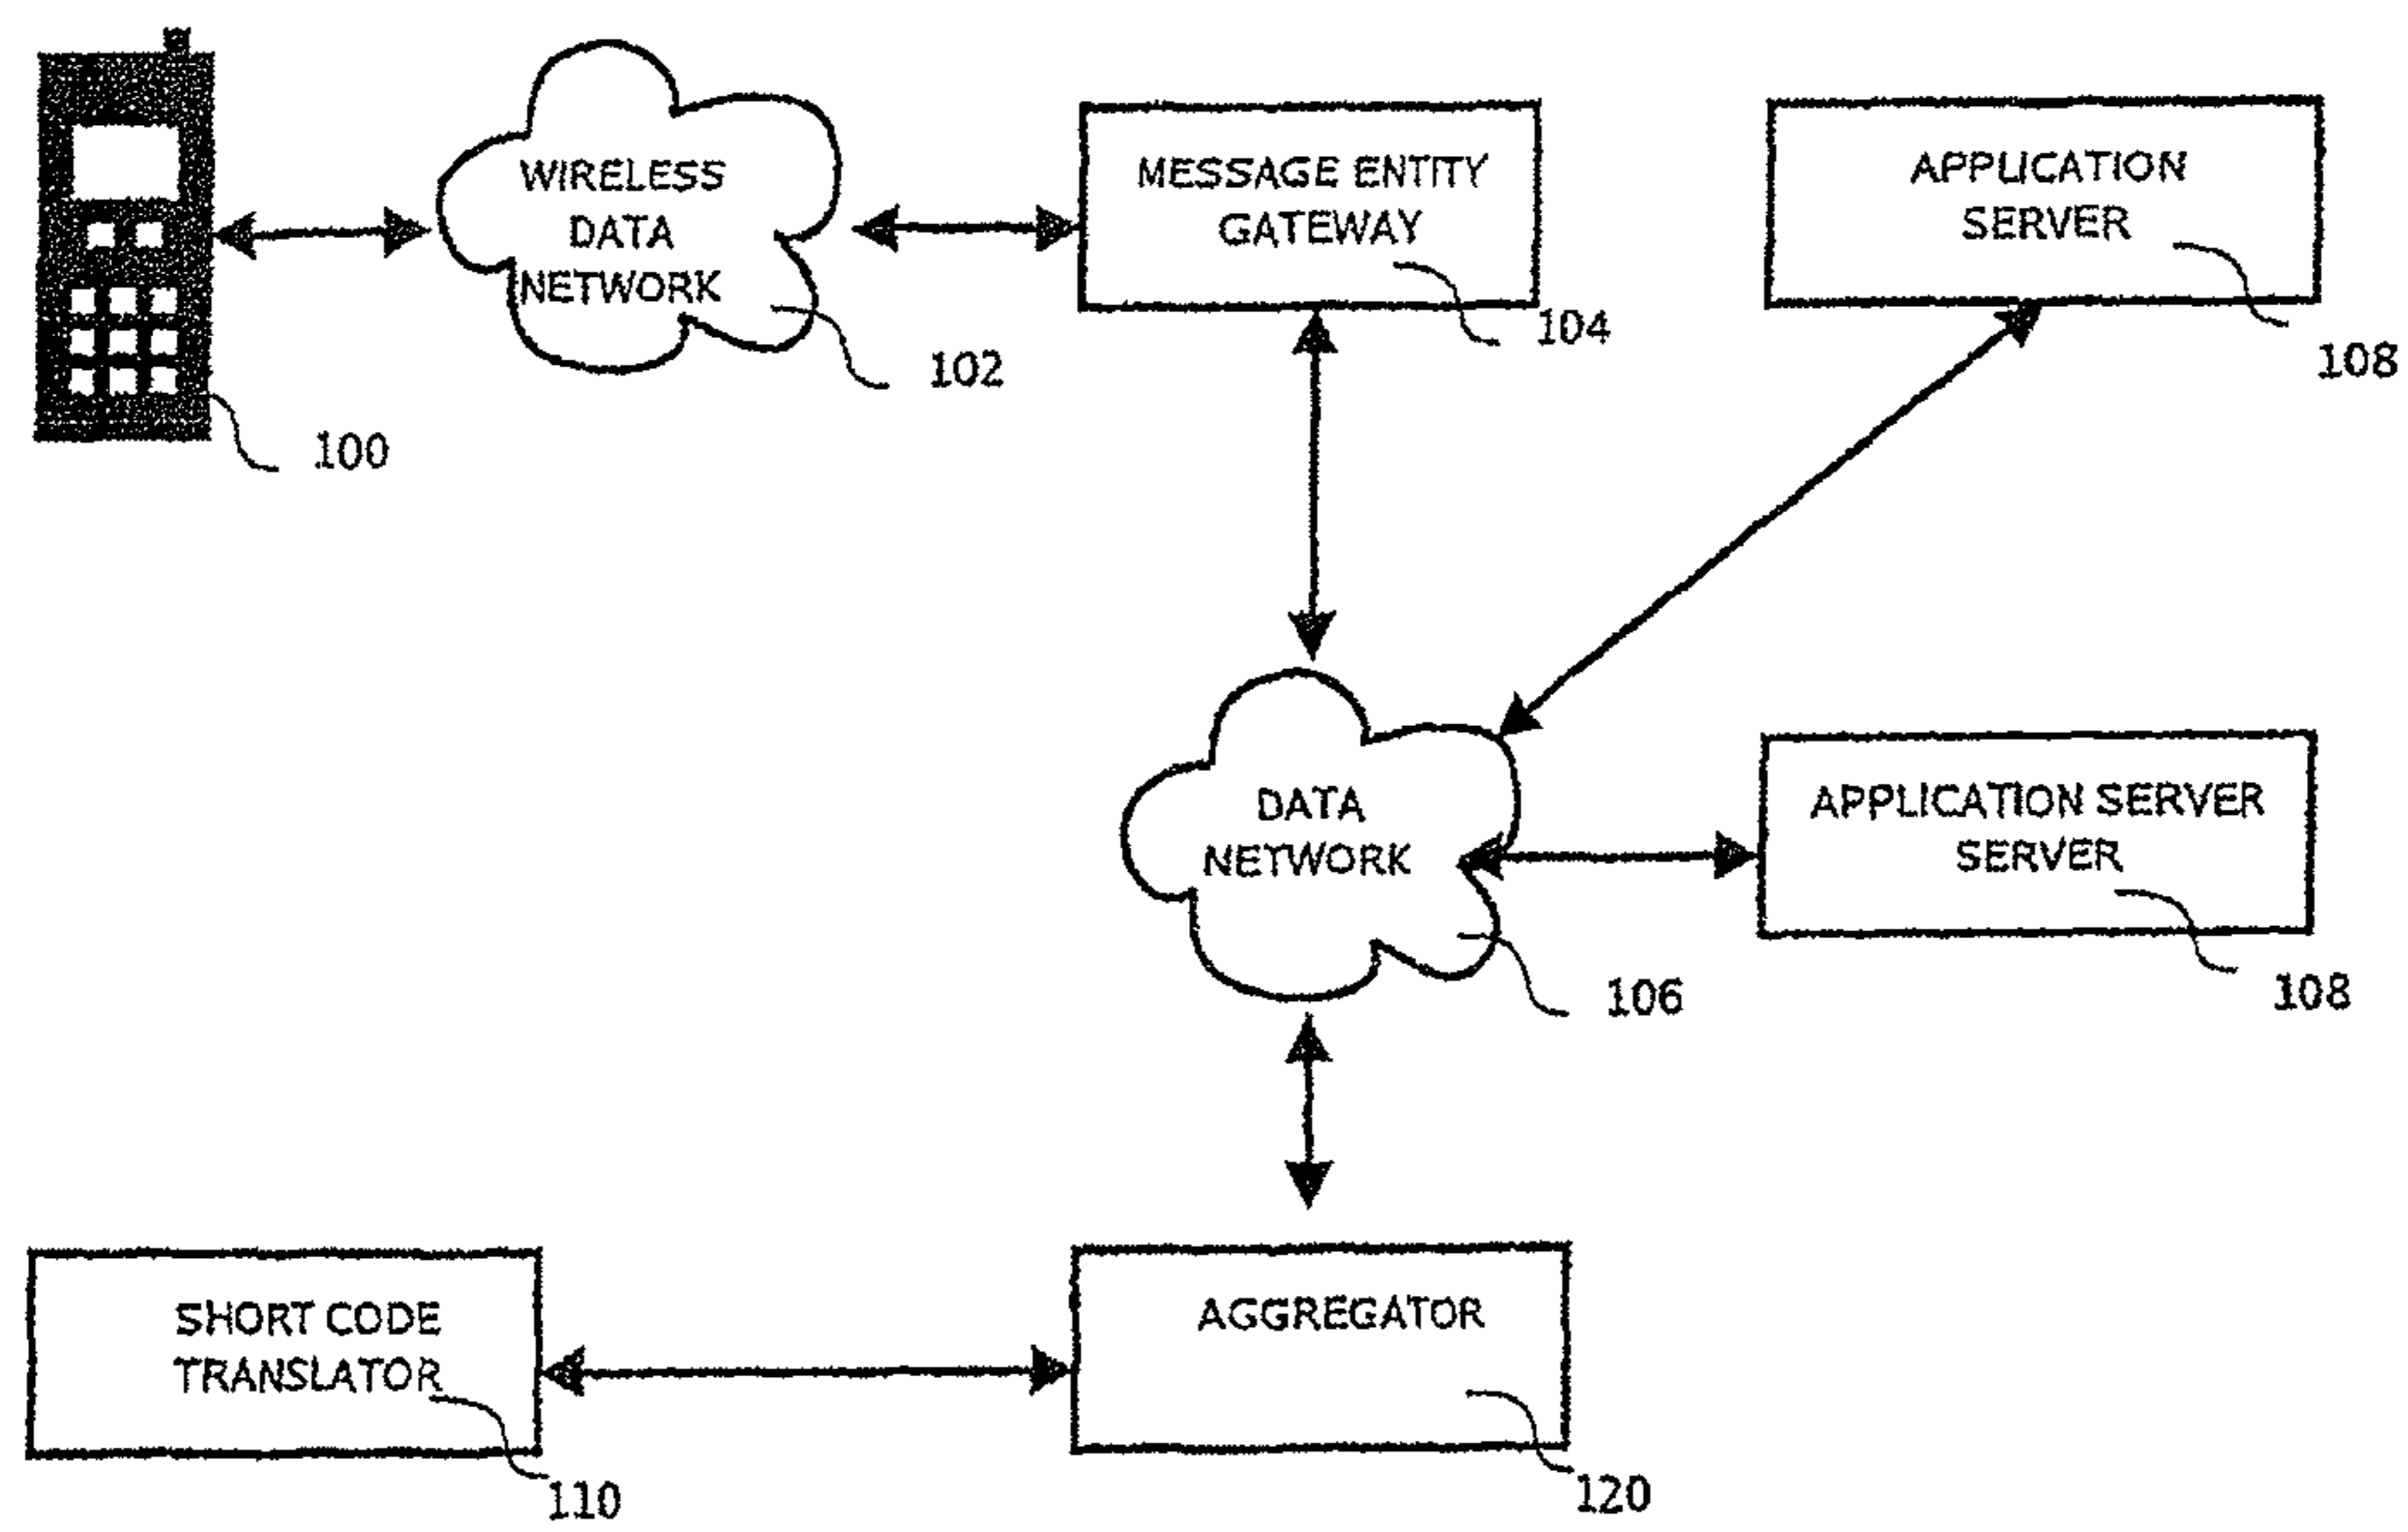 WIRELESS
DATA
NETWORK
102
MESSAGE ENTITY
GATEWAY
104
APPLICATION
SERVER
108
100
DATA
NETWORK
106
APPLICATION SERVER
SERVER
108
SHORT CODE
TRANSLATOR
110
AGGREGATOR
120